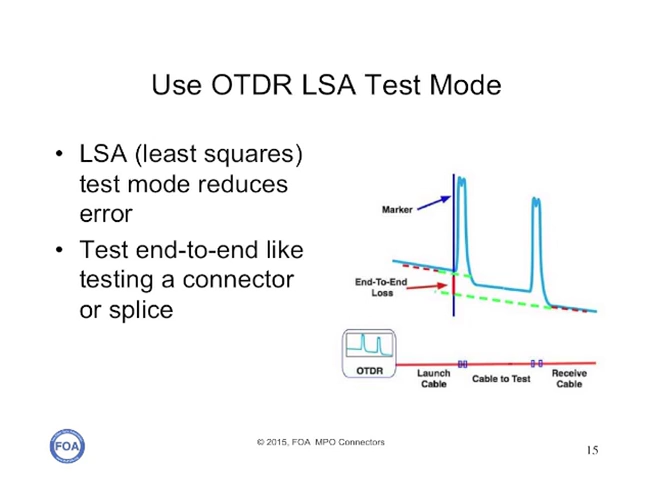 Use OTDR LSA Test Mode
• LSA (least squares)
test mode reduces
error
• Test end-to-end like
testing a connector
or splice
Marker
End-To-End
Loss
OTDR
Launch
Cable
Cable to Test
Receive
Cable
FOA
© 2015, FOA MPO Connectors
15